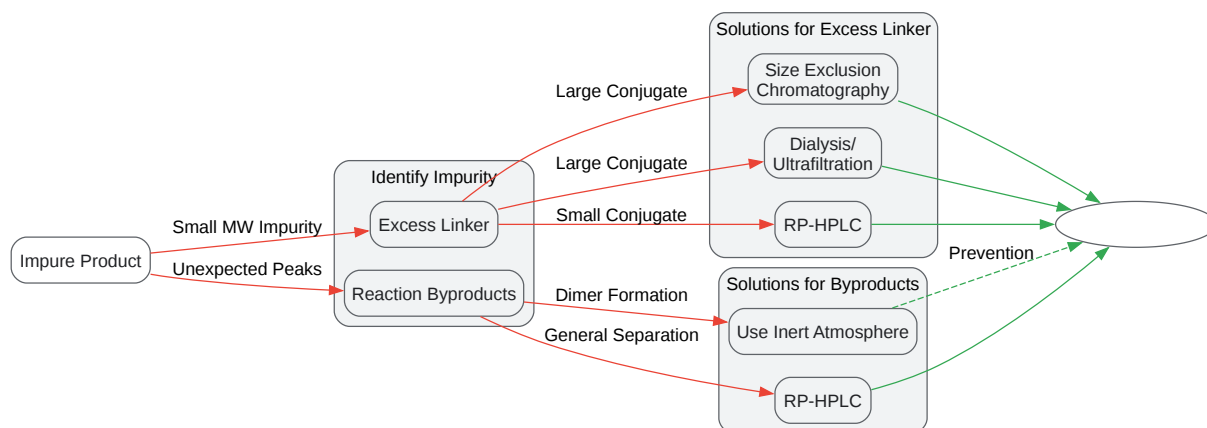 Impure Product
Small MW Impurity
Unexpected Peaks
Identify Impurity
Excess Linker
Reaction Byproducts
Large Conjugate
Large Conjugate
Small Conjugate
Dimer Formation
General Separation
Solutions for Excess Linker
Size Exclusion
Chromatography
Dialysis/
Ultrafiltration
RP-HPLC
Solutions for Byproducts
Use Inert Atmosphere
RP-HPLC
Prevention